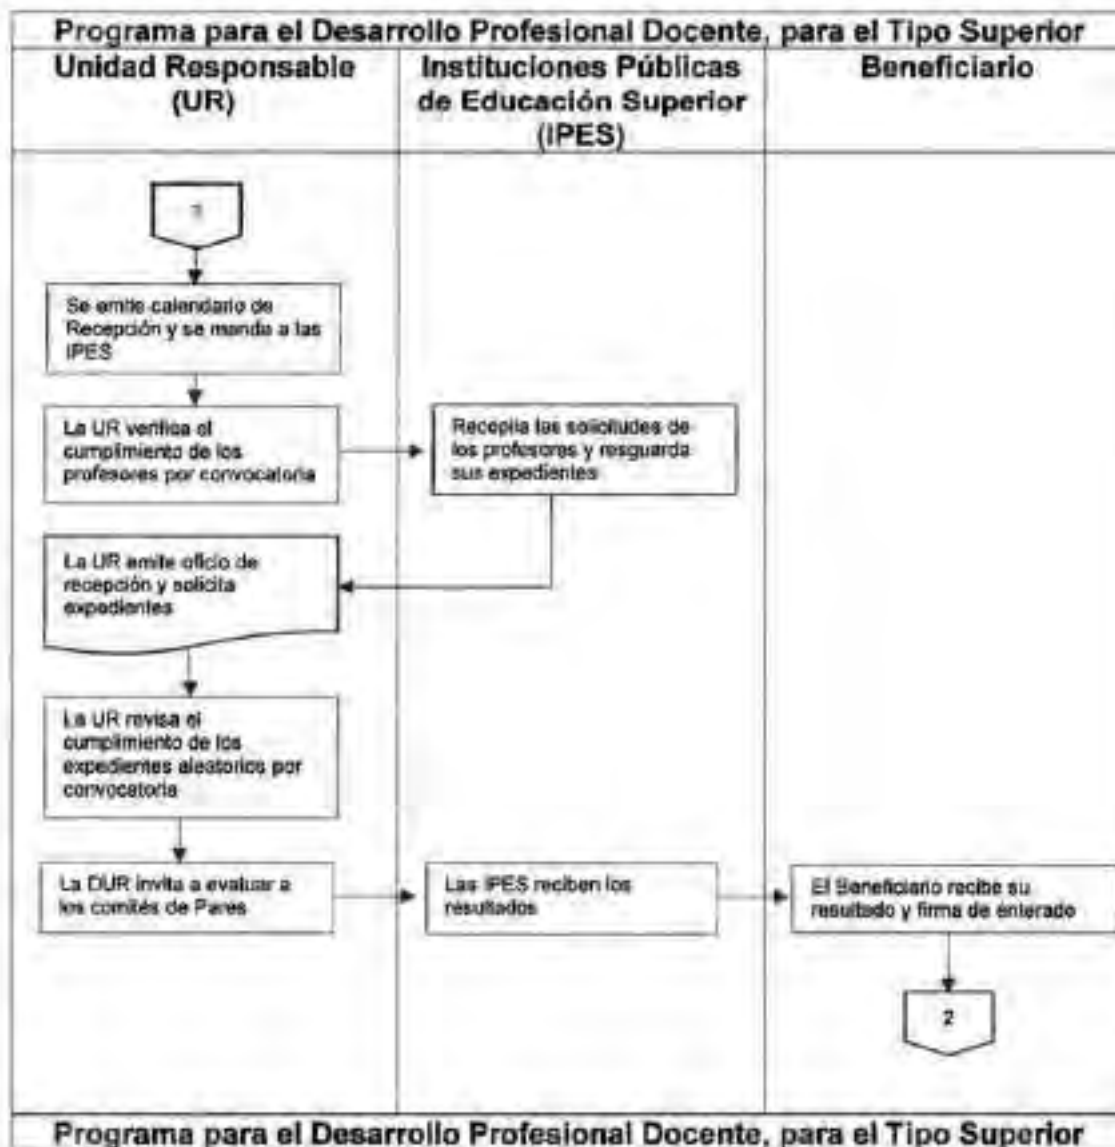 Programa para el Desarrollo Profesional Docente, para el Tipo Superior
Unidad Responsable
(UR)
Instituciones Públicas
de Educación Superior
(IPES)
Beneficiario
1
Se emite calendario de
Recepción y se manda a las
IPES
La UR verifica el
cumplimiento de los
profesores por convocatoria
Recopila las solicitudes de
los profesores y resguarda
sus expedientes
La UR emite oficio de
recepción y solicita
expedientes
La UR revisa el
cumplimiento de los
expedientes aleatorios por
convocatoria
La DUR invita a evaluar a
los comités de Pares
Las IPES reciben los
resultados
El Beneficiario recibe su
resultado y firma de enterado
2
Programa para el Desarrollo Profesional Docente, para el Tipo Superior